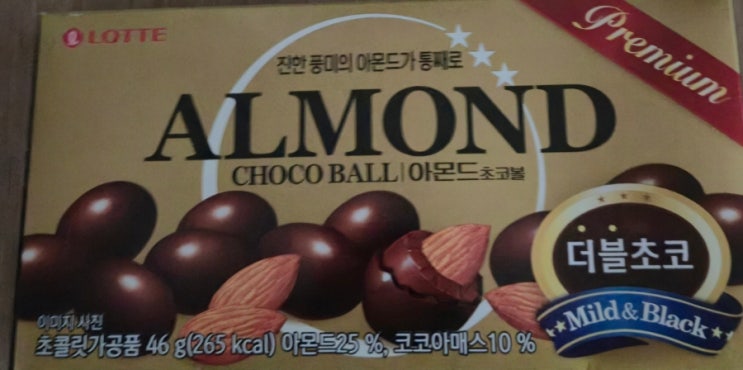 LOTTE
Premium
진한 풍미의 아몬드가 통째로
ALMOND
CHOCO BALL | 아몬드 초코볼
더블초코
Mild & Black
이미지 사진
초콜릿가공품 46 g(265 kcal) 아몬드25 %, 코코아매스10 %